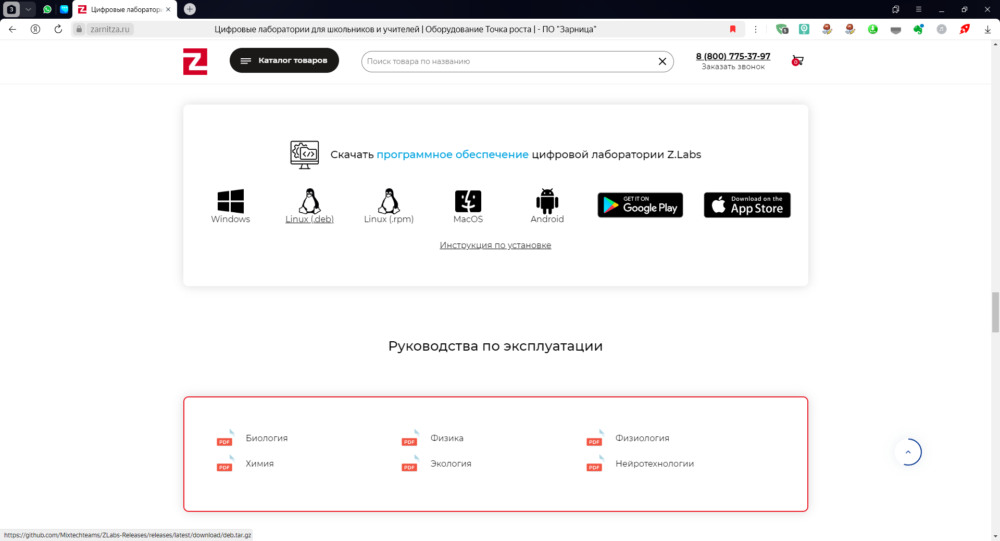 3
Цифровые лаборатори
zarnitza.ru
Цифровые лаборатории для школьников и учителей | Оборудование Точка роста | - ПО "Зарница"
5
Каталог товаров
Поиск товара по названию
8 (800) 775-37-97
Заказать звонок
0
Скачать программное обеспечение цифровой лаборатории Z.Labs
Windows
Linux (.deb)
Linux (.rpm)
MacOS
Android
GET IT ON
Google Play
Download on the
App Store
Инструкция по установке
Руководства по эксплуатации
PDF Биология
PDF Физика
PDF Физиология
PDF Химия
PDF Экология
PDF Нейротехнологии
https://github.com/Mixtechteams/ZLabs-Releases/releases/latest/download/deb.tar.gz